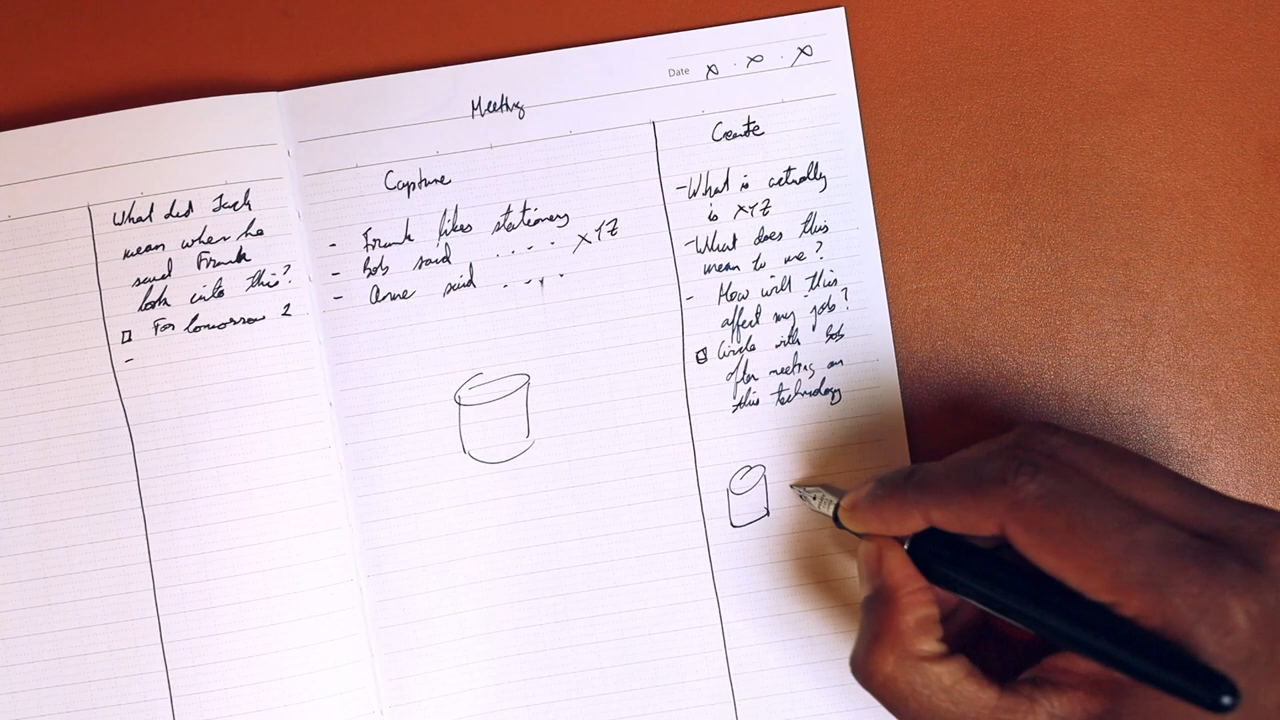 Date x . x . x
Meeting
What did Jack
mean when he
said Frank
look into this?
For tomorrow 2
-
Capture
- Frank likes stationery
- Bob said .... XYZ
- Anne said ....
Create
- What is actually
is XYZ
- What does this
mean to me?
- How will this
affect my job?
Circle with Bob
after meeting on
this technology